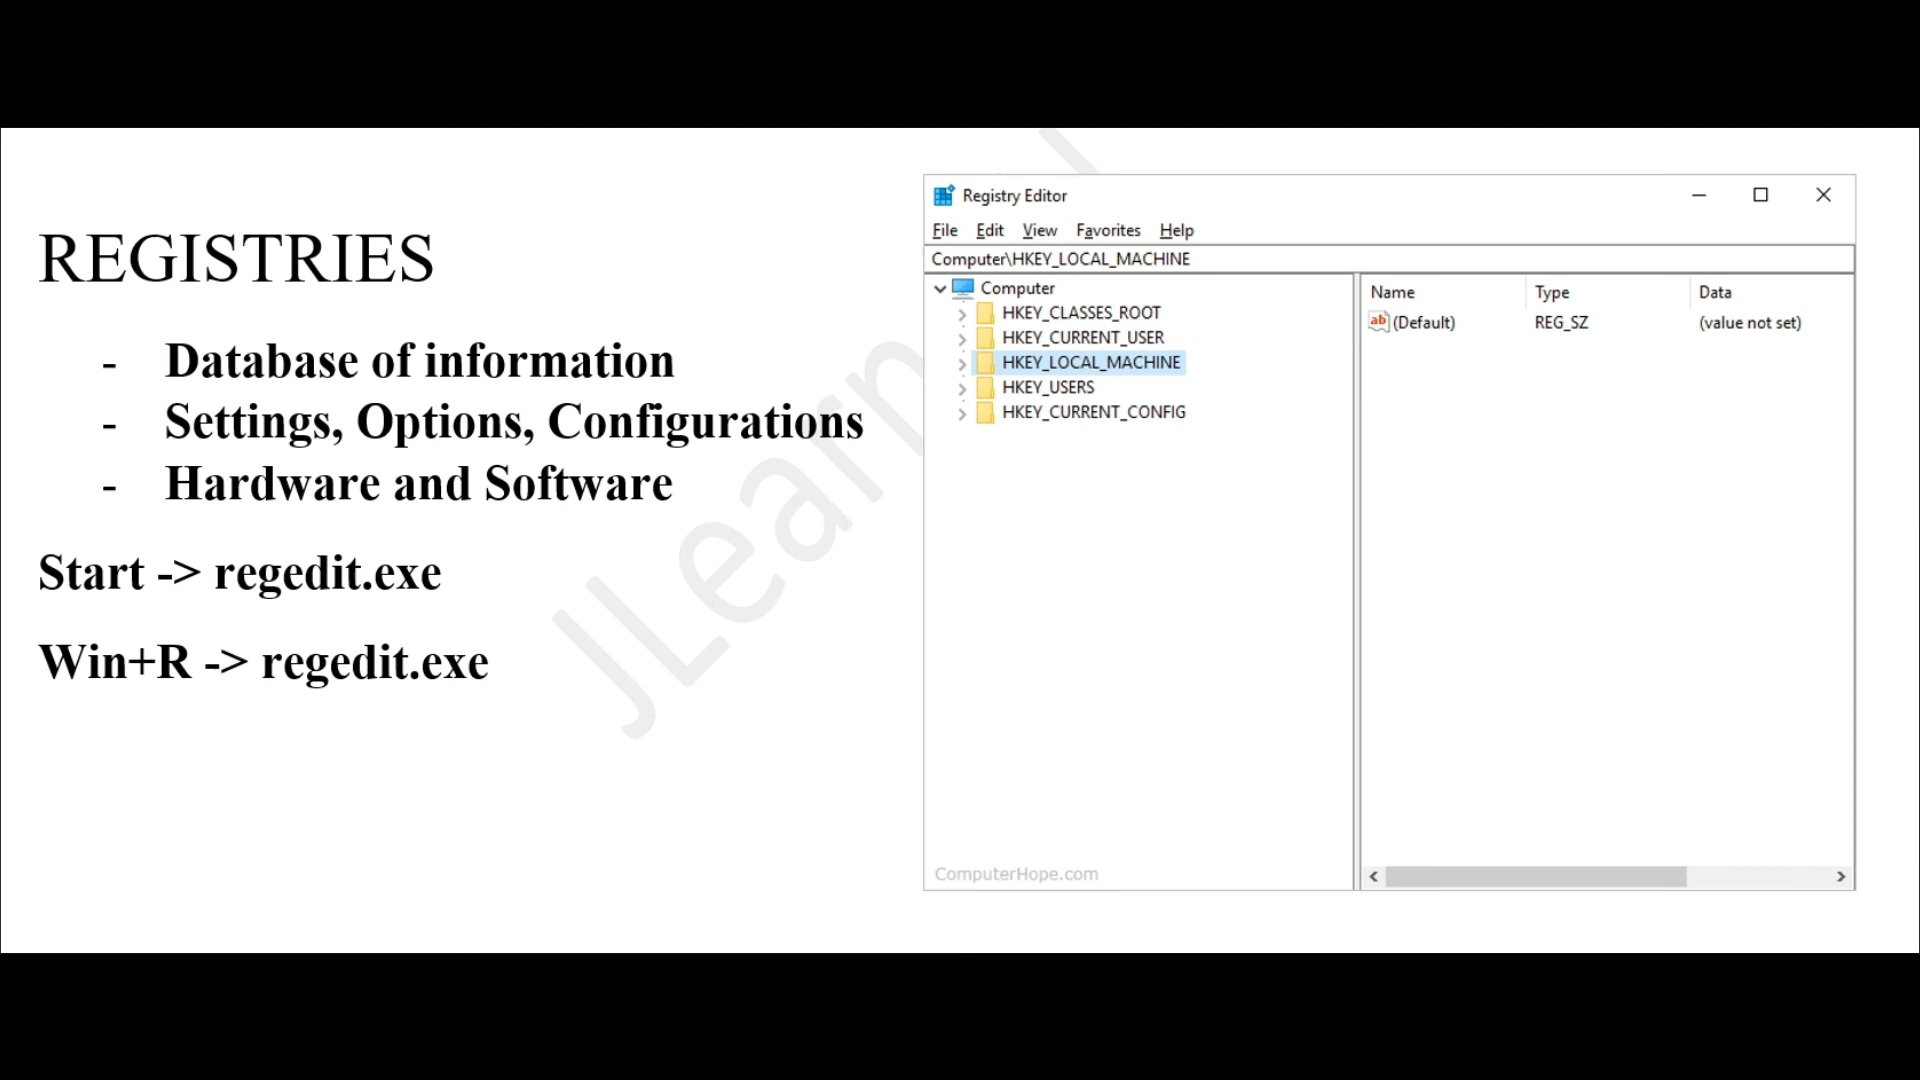 REGISTRIES
- Database of information
- Settings, Options, Configurations
- Hardware and Software
Start -> regedit.exe
Win+R -> regedit.exe
JLearn
Registry Editor
File Edit View Favorites Help
Computer\HKEY_LOCAL_MACHINE
Computer
HKEY_CLASSES_ROOT
HKEY_CURRENT_USER
HKEY_LOCAL_MACHINE
HKEY_USERS
HKEY_CURRENT_CONFIG
Name Type Data
ab (Default) REG_SZ (value not set)
ComputerHope.com